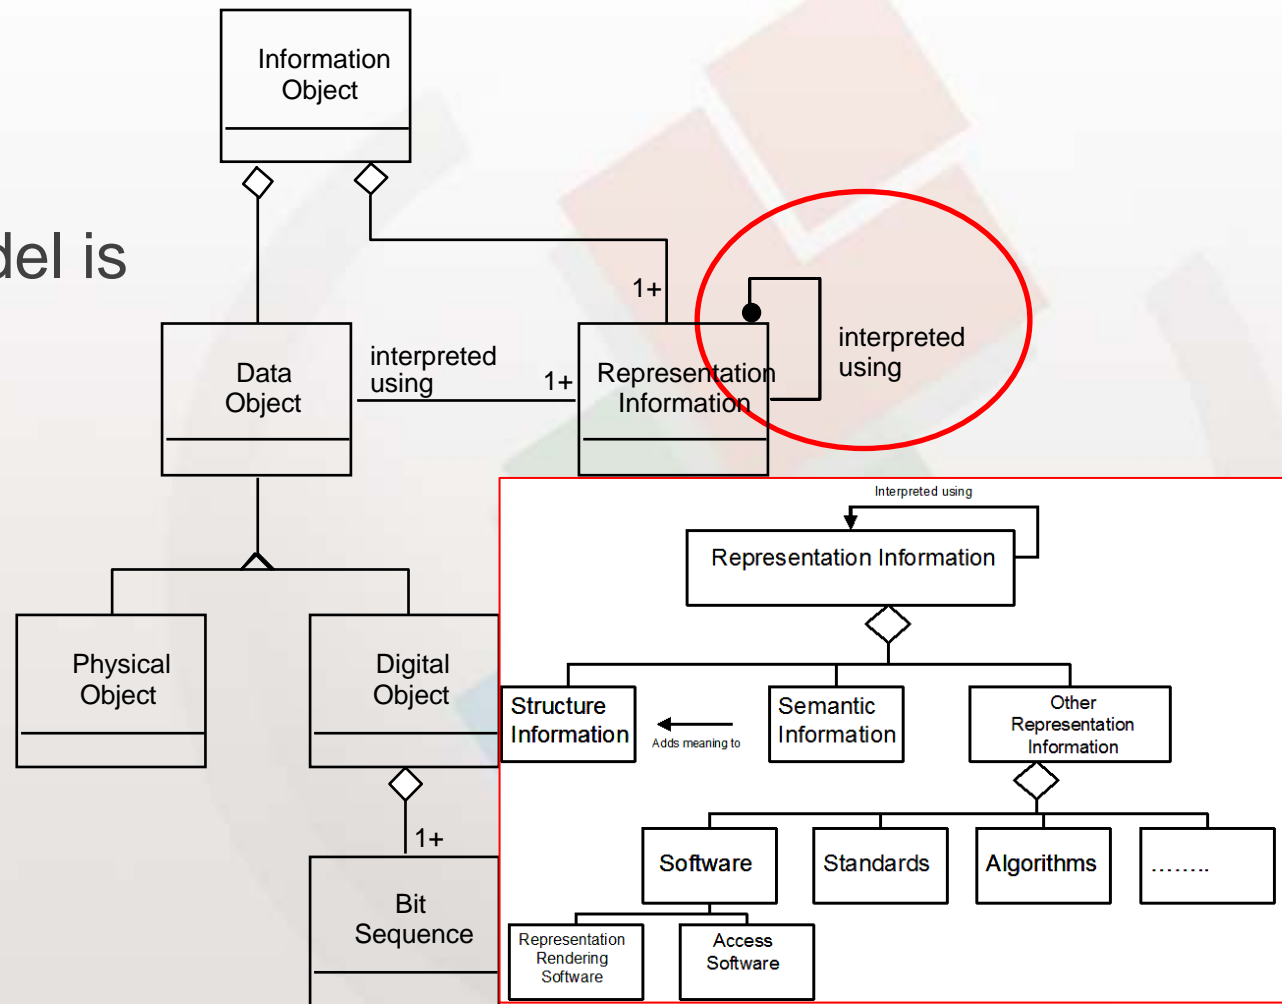 Information
Object
del is
1+
interpreted
using
Data
Object
interpreted
using
1+
Representation
Information
Physical
Object
Digital
Object
1+
Bit
Sequence
Interpreted using
Representation Information
Structure
Information
Adds meaning to
Semantic
Information
Other
Representation
Information
Software
Standards
Algorithms
........
Representation
Rendering
Software
Access
Software